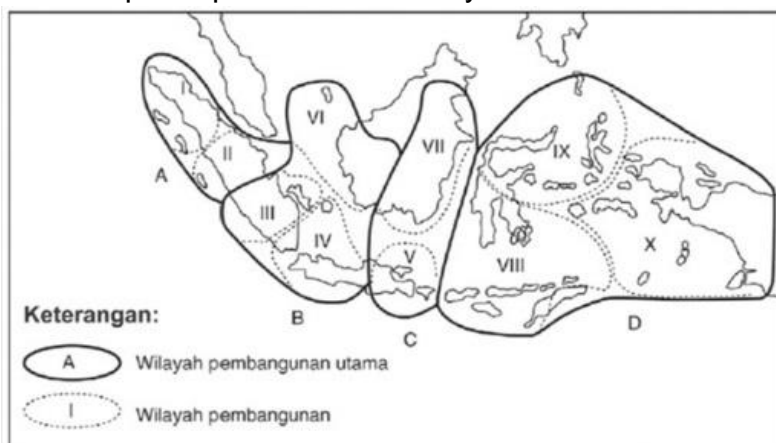 I
II
A
III
IV
VI
VII
V
IX
X
VIII
B
C
D
Keterangan:
A Wilayah pembangunan utama
I Wilayah pembangunan